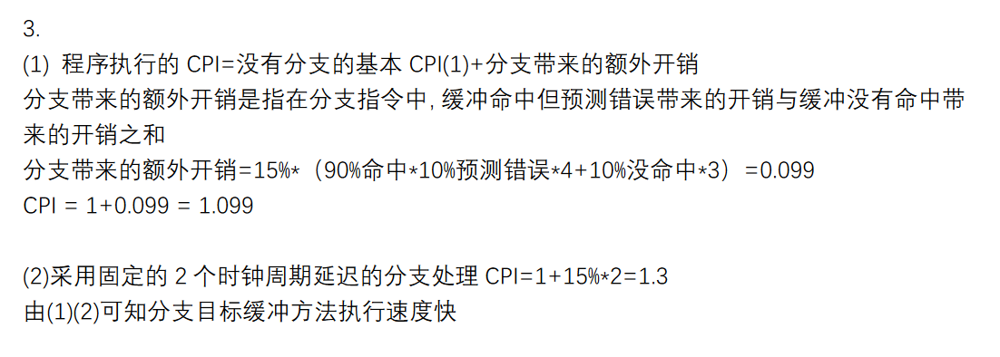 3.
(1) 程序执行的 CPI=没有分支的基本 CPI(1)+分支带来的额外开销
分支带来的额外开销是指在分支指令中, 缓冲命中但预测错误带来的开销与缓冲没有命中带
来的开销之和
分支带来的额外开销=15%*（90%命中*10%预测错误*4+10%没命中*3）=0.099
CPI = 1+0.099 = 1.099
(2)采用固定的 2 个时钟周期延迟的分支处理 CPI=1+15%*2=1.3
由(1)(2)可知分支目标缓冲方法执行速度快